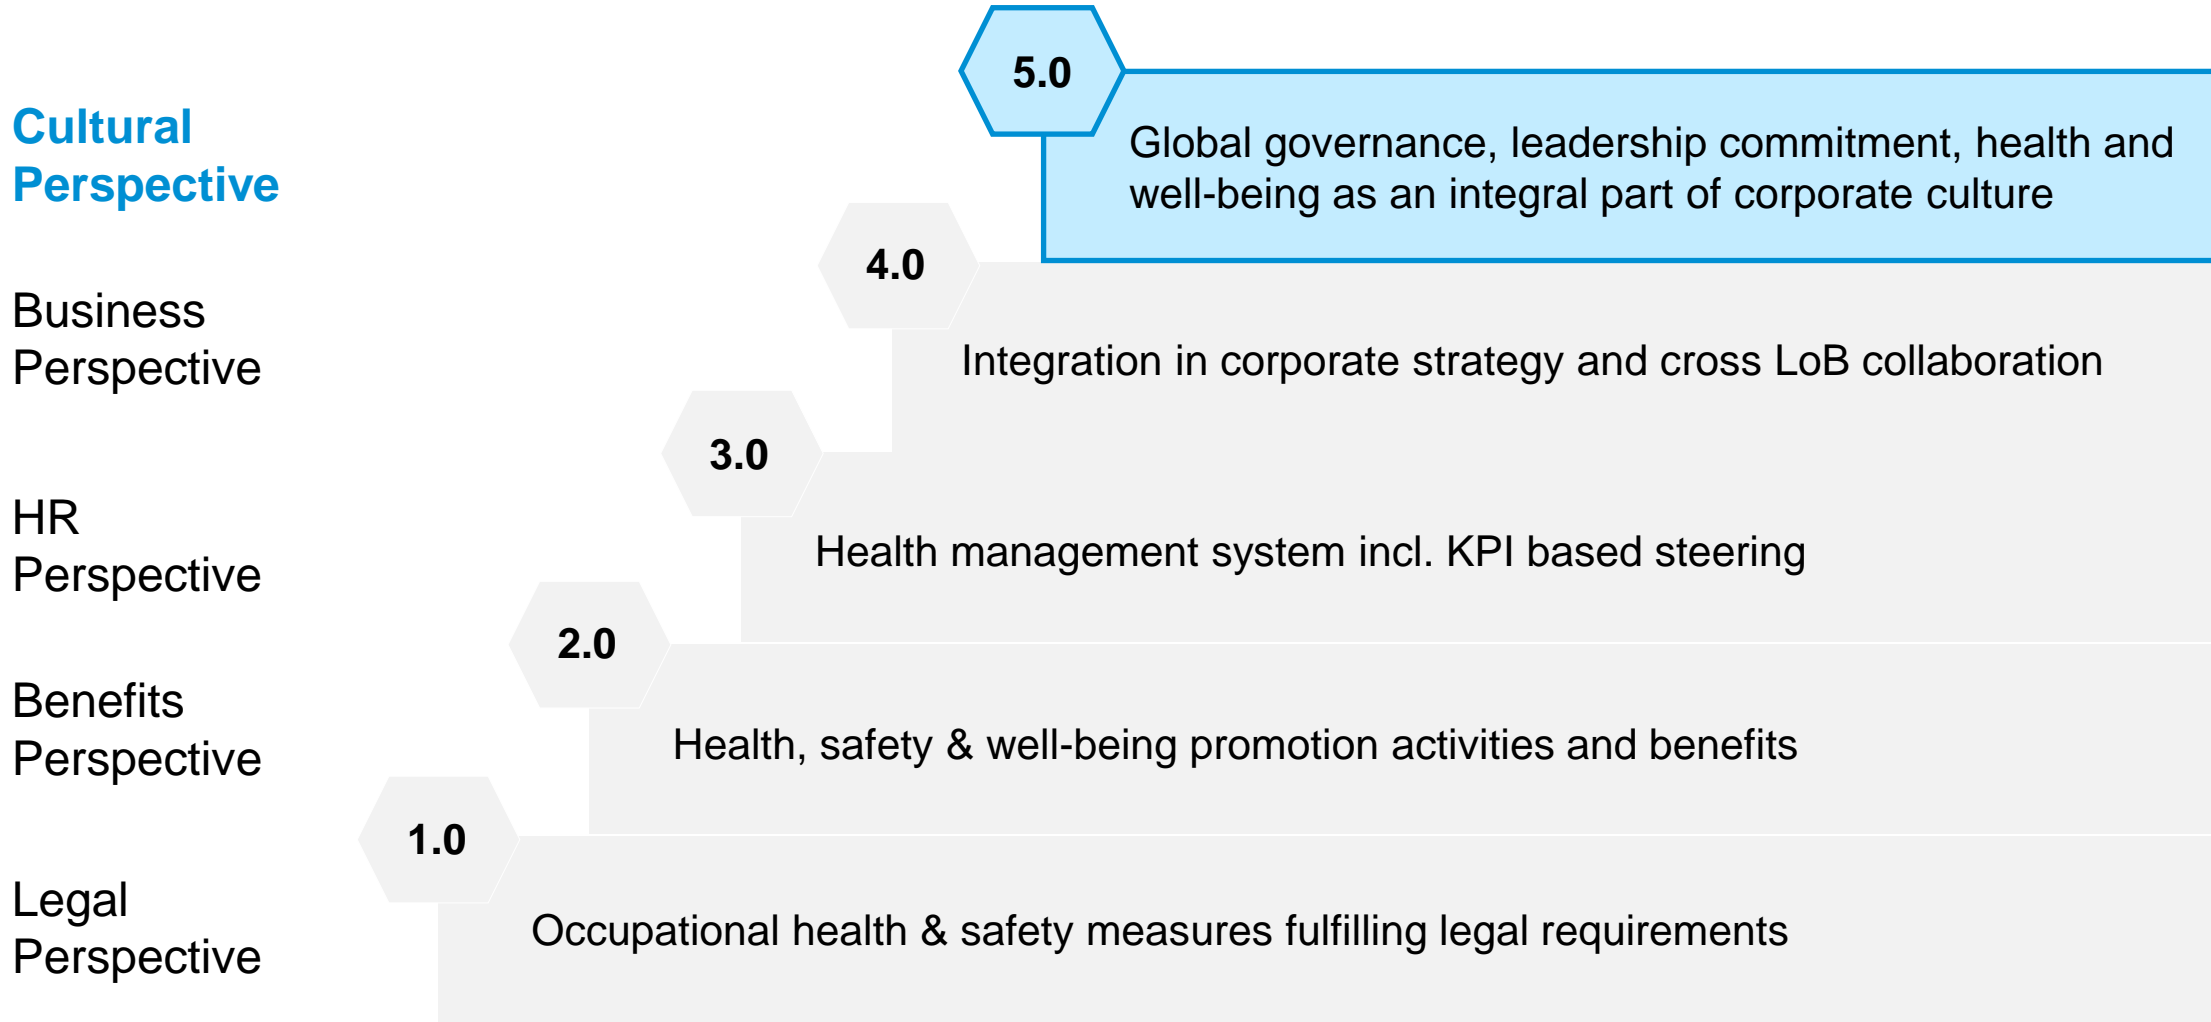 5.0
Cultural
Perspective
Global governance, leadership commitment, health and
well-being as an integral part of corporate culture
4.0
Business
Perspective
Integration in corporate strategy and cross LoB collaboration
3.0
HR
Perspective
Health management system incl. KPI based steering
2.0
Benefits
Perspective
Health, safety & well-being promotion activities and benefits
1.0
Legal
Perspective
Occupational health & safety measures fulfilling legal requirements